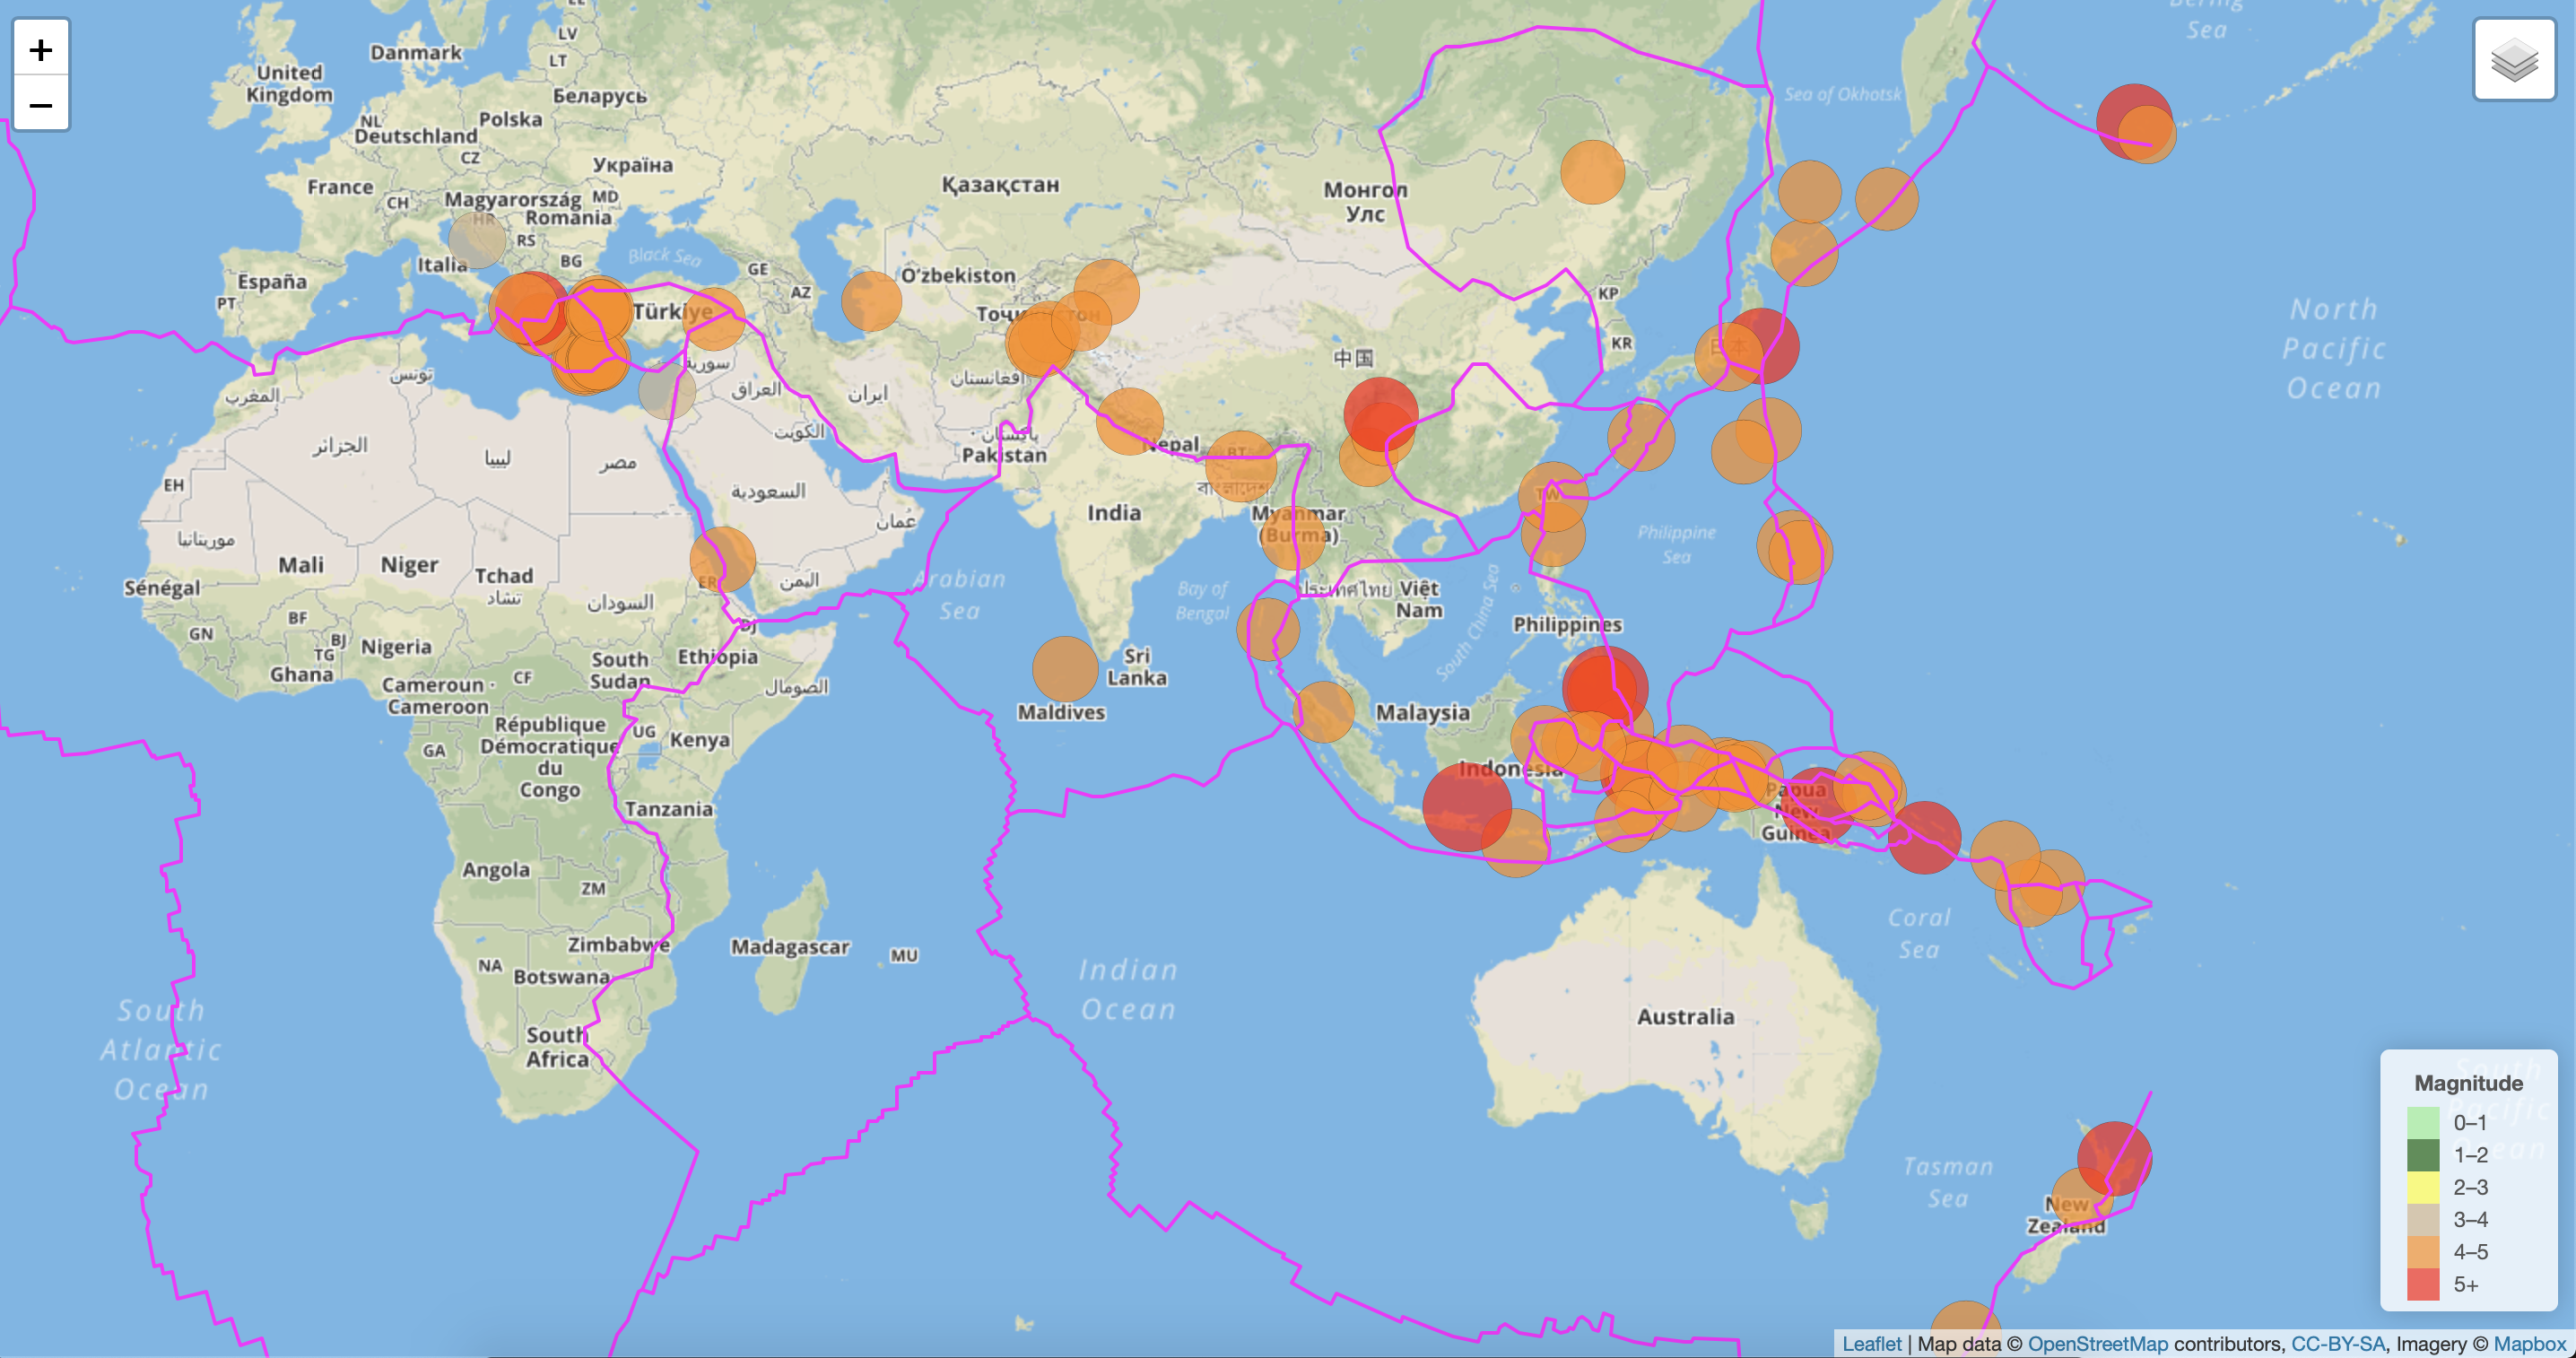 +
−
Bering
Sea
EE
LV
LT
Danmark
United
Kingdom
Беларусь
Sea of Okhotsk
NL
Deutschland
Polska
CZ
Україна
France
CH
Magyarország
MD
HR
România
Қазақстан
Монгол
Улс
RS
Italia
BG
Black Sea
GE
AZ
O'zbekiston
España
PT
Türkiye
KP
KR
日本
中国
North
Pacific
Ocean
تونس
المغرب
سوريا
العراق
ایران
افغانستان
الجزائر
ليبيا
مصر
الكويت
پاکستان
Pakistan
Nepal
BT
বাংলাদেশ
EH
السعودية
عمان
India
Myanmar
(Burma)
TW
موريتانيا
Mali
Niger
Tchad
تشاد
السودان
ER
اليمن
Arabian
Sea
Bay of
Bengal
ประเทศไทย
Việt
Nam
South China Sea
Philippine
Sea
Philippines
Sénégal
BF
GN
BJ
TG
Nigeria
Ghana
DJ
CF
South
Sudan
Ethiopia
الصومال
Cameroun -
Cameroon
Sri
Lanka
Maldives
Malaysia
République
Démocratique
du
Congo
GA
UG
Kenya
Indonesia
Tanzania
Papua
New
Guinea
Angola
ZM
Coral
Sea
Zimbabwe
Madagascar
MU
NA
Botswana
Indian
Ocean
South
Atlantic
Ocean
South
Africa
Australia
Tasman
Sea
New
Zealand
Magnitude
0–1
1–2
2–3
3–4
4–5
5+
Leaflet | Map data © OpenStreetMap contributors, CC-BY-SA, Imagery © Mapbox